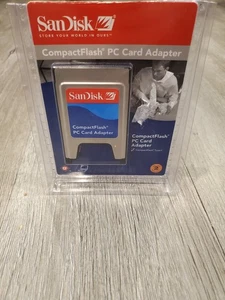 SanDisk
STORE YOUR WORLD IN OURS
CompactFlash® PC Card Adapter
SanDisk
CompactFlash®
PC Card Adapter
CompactFlash®
PC Card
Adapter